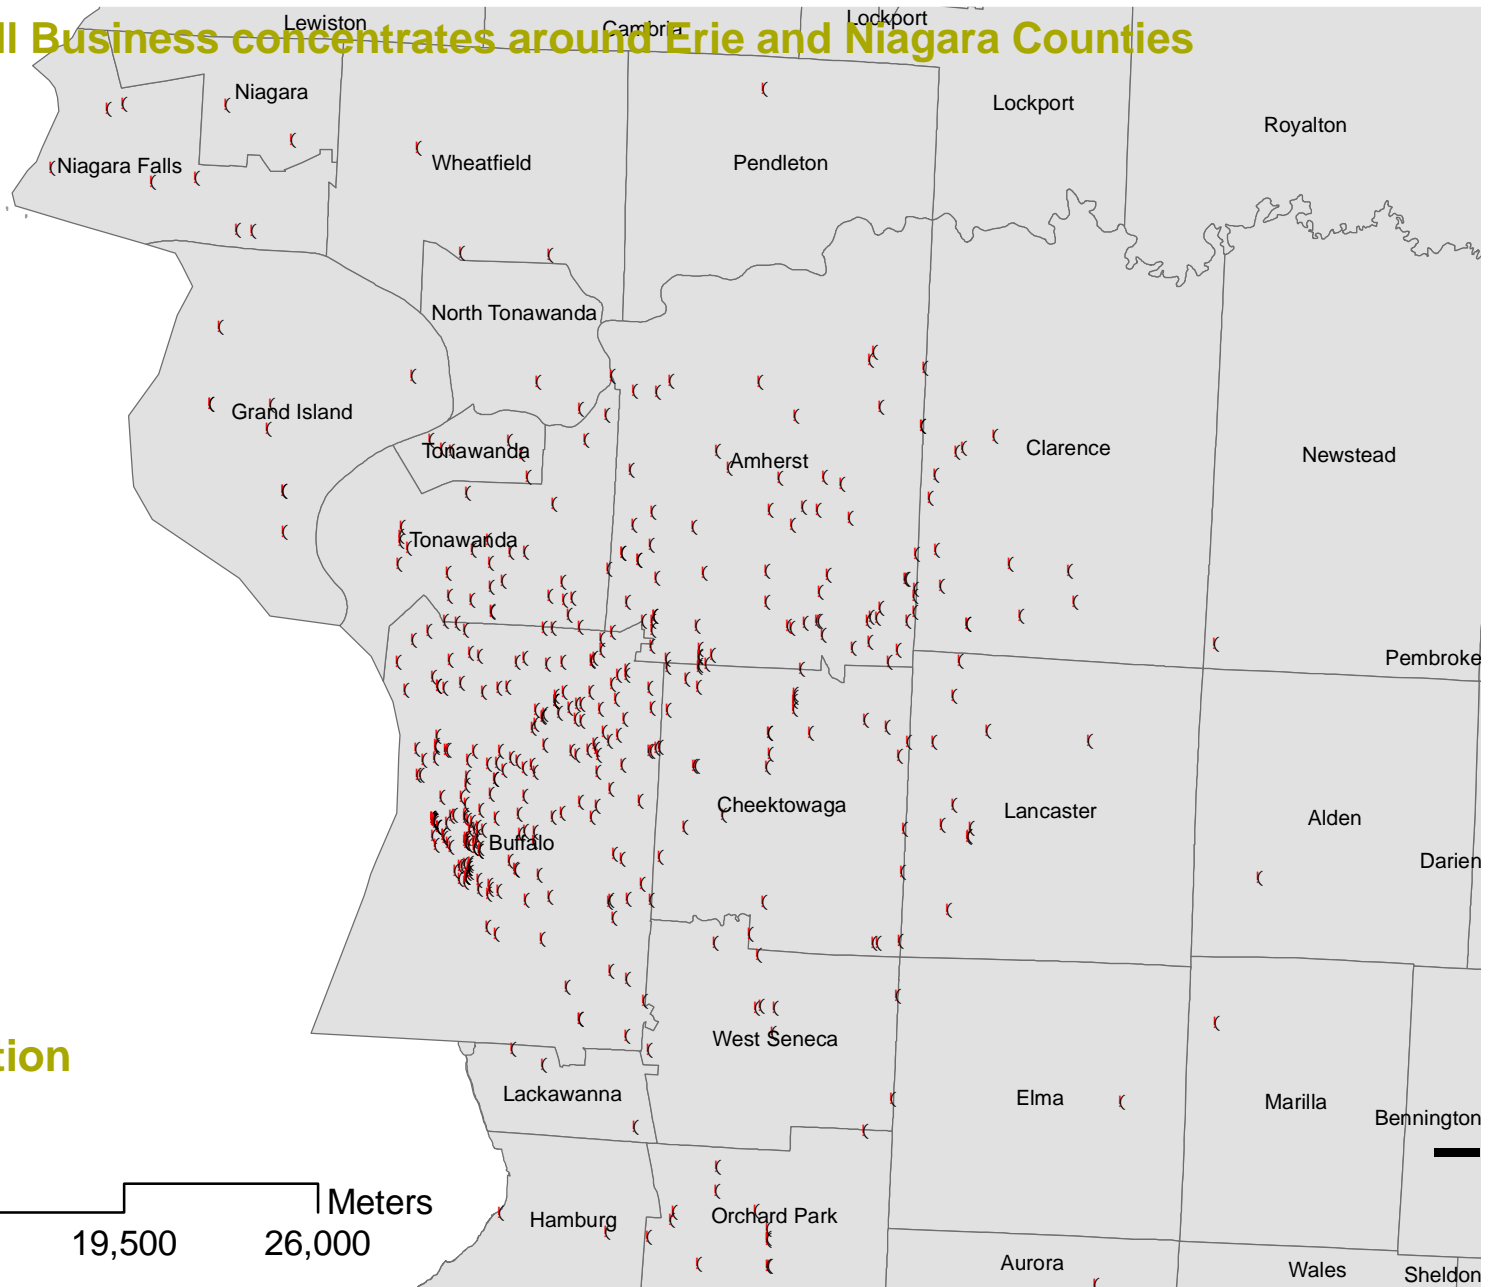 ll Business concentrates around Erie and Niagara Counties
Lewiston
Cambria
Lockport
Niagara
Lockport
Royalton
Niagara Falls
Wheatfield
Pendleton
North Tonawanda
Grand Island
Tonawanda
Amherst
Clarence
Newstead
Tonawanda
Pembroke
Cheektowaga
Lancaster
Alden
Buffalo
Darien
West Seneca
tion
Lackawanna
Elma
Marilla
Bennington
Meters
19,500
26,000
Hamburg
Orchard Park
Aurora
Wales
Sheldon